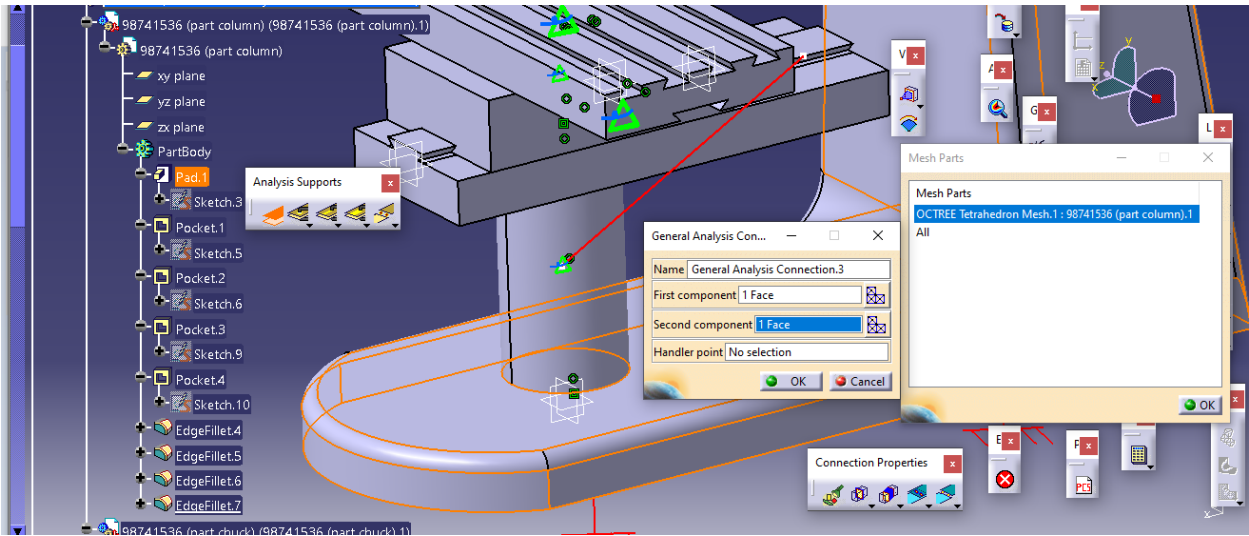 98741536 (part column) (98741536 (part column).1)
98741536 (part column)
xy plane
yz plane
zx plane
PartBody
Pad.1
Sketch.3
Pocket.1
Sketch.5
Pocket.2
Sketch.6
Pocket.3
Sketch.9
Pocket.4
Sketch.10
EdgeFillet.4
EdgeFillet.5
EdgeFillet.6
EdgeFillet.7
98741536 (part chuck) (98741536 (part chuck).1)
Analysis Supports
x
General Analysis Con...
Name General Analysis Connection.3
First component 1 Face
Second component 1 Face
Handler point No selection
OK Cancel
Mesh Parts
Mesh Parts
OCTREE Tetrahedron Mesh.1 : 98741536 (part column).1
All
OK
Connection Properties
x
V x
A x
G x
L x
E x
P x
PCS
x
y
z
x